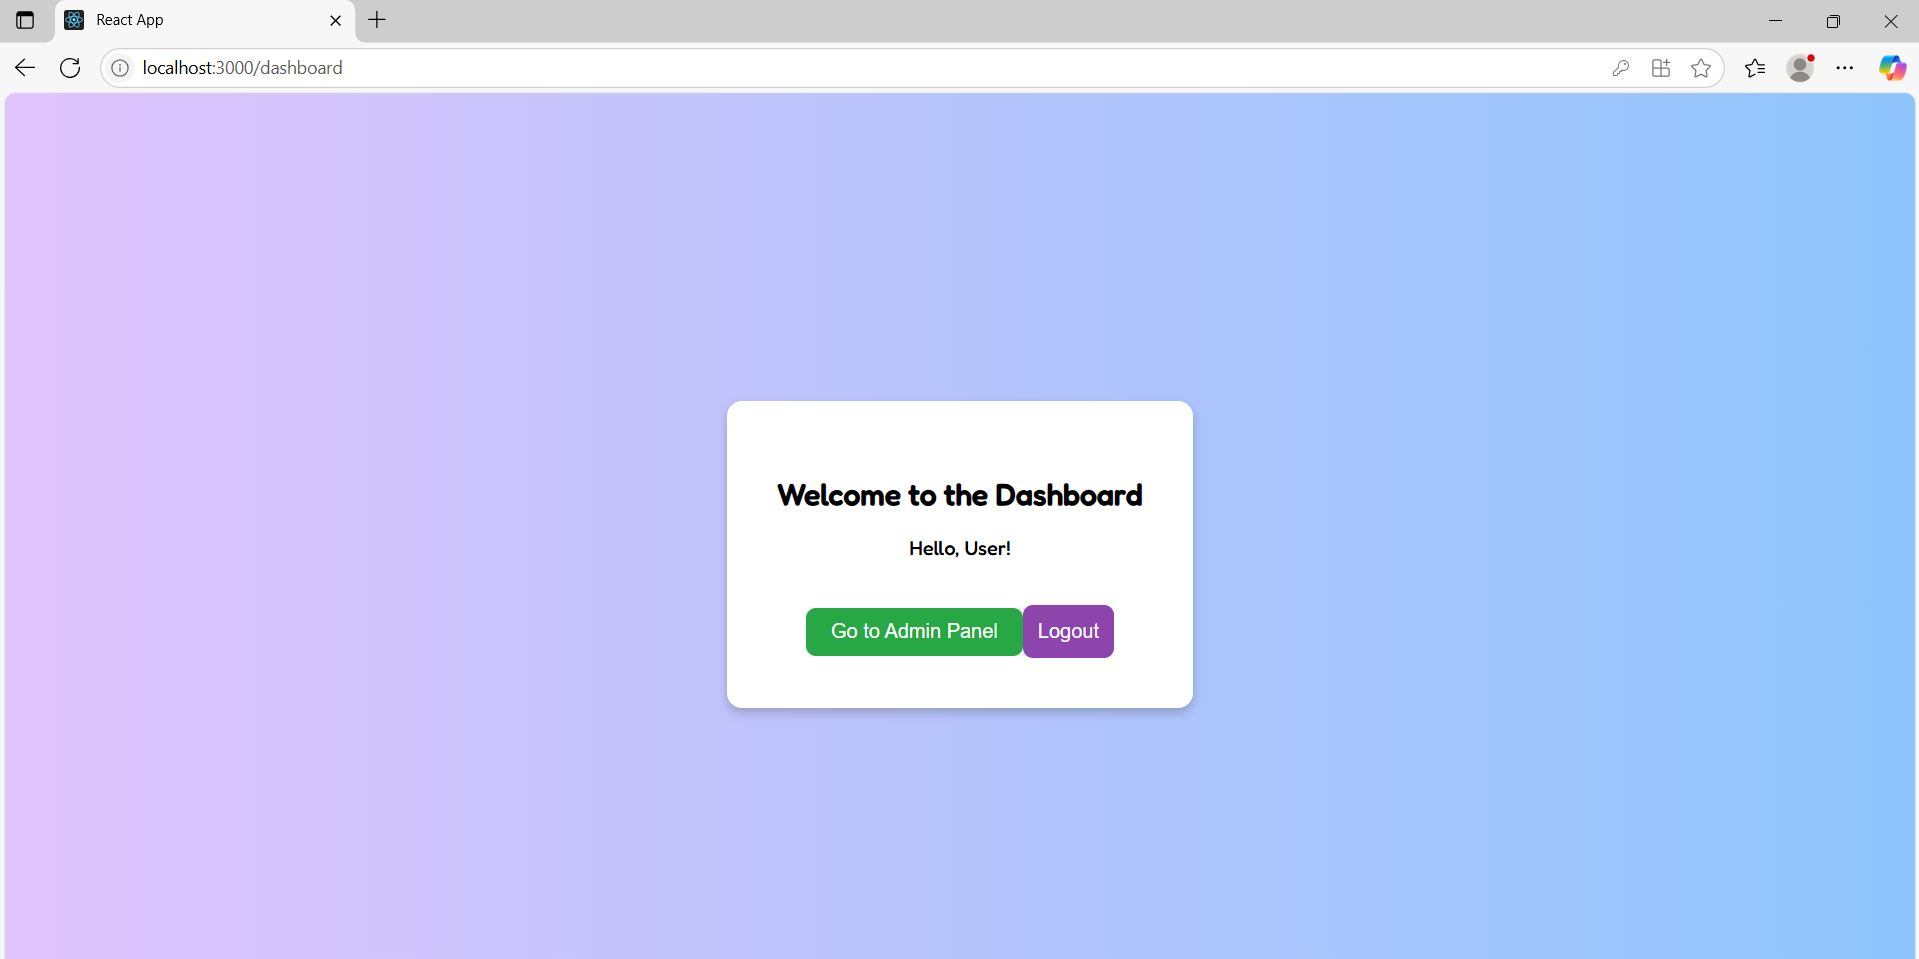 React App
localhost:3000/dashboard
Welcome to the Dashboard
Hello, User!
Go to Admin Panel Logout